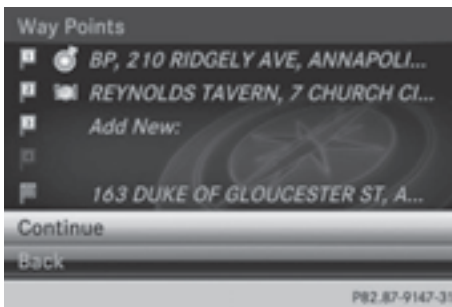 Way Points
BP, 210 RIDGELY AVE, ANNAPOLI...
REYNOLDS TAVERN, 7 CHURCH CI...
Add New:
163 DUKE OF GLOUCESTER ST, A...
Continue
Back
P82.87-9147-31